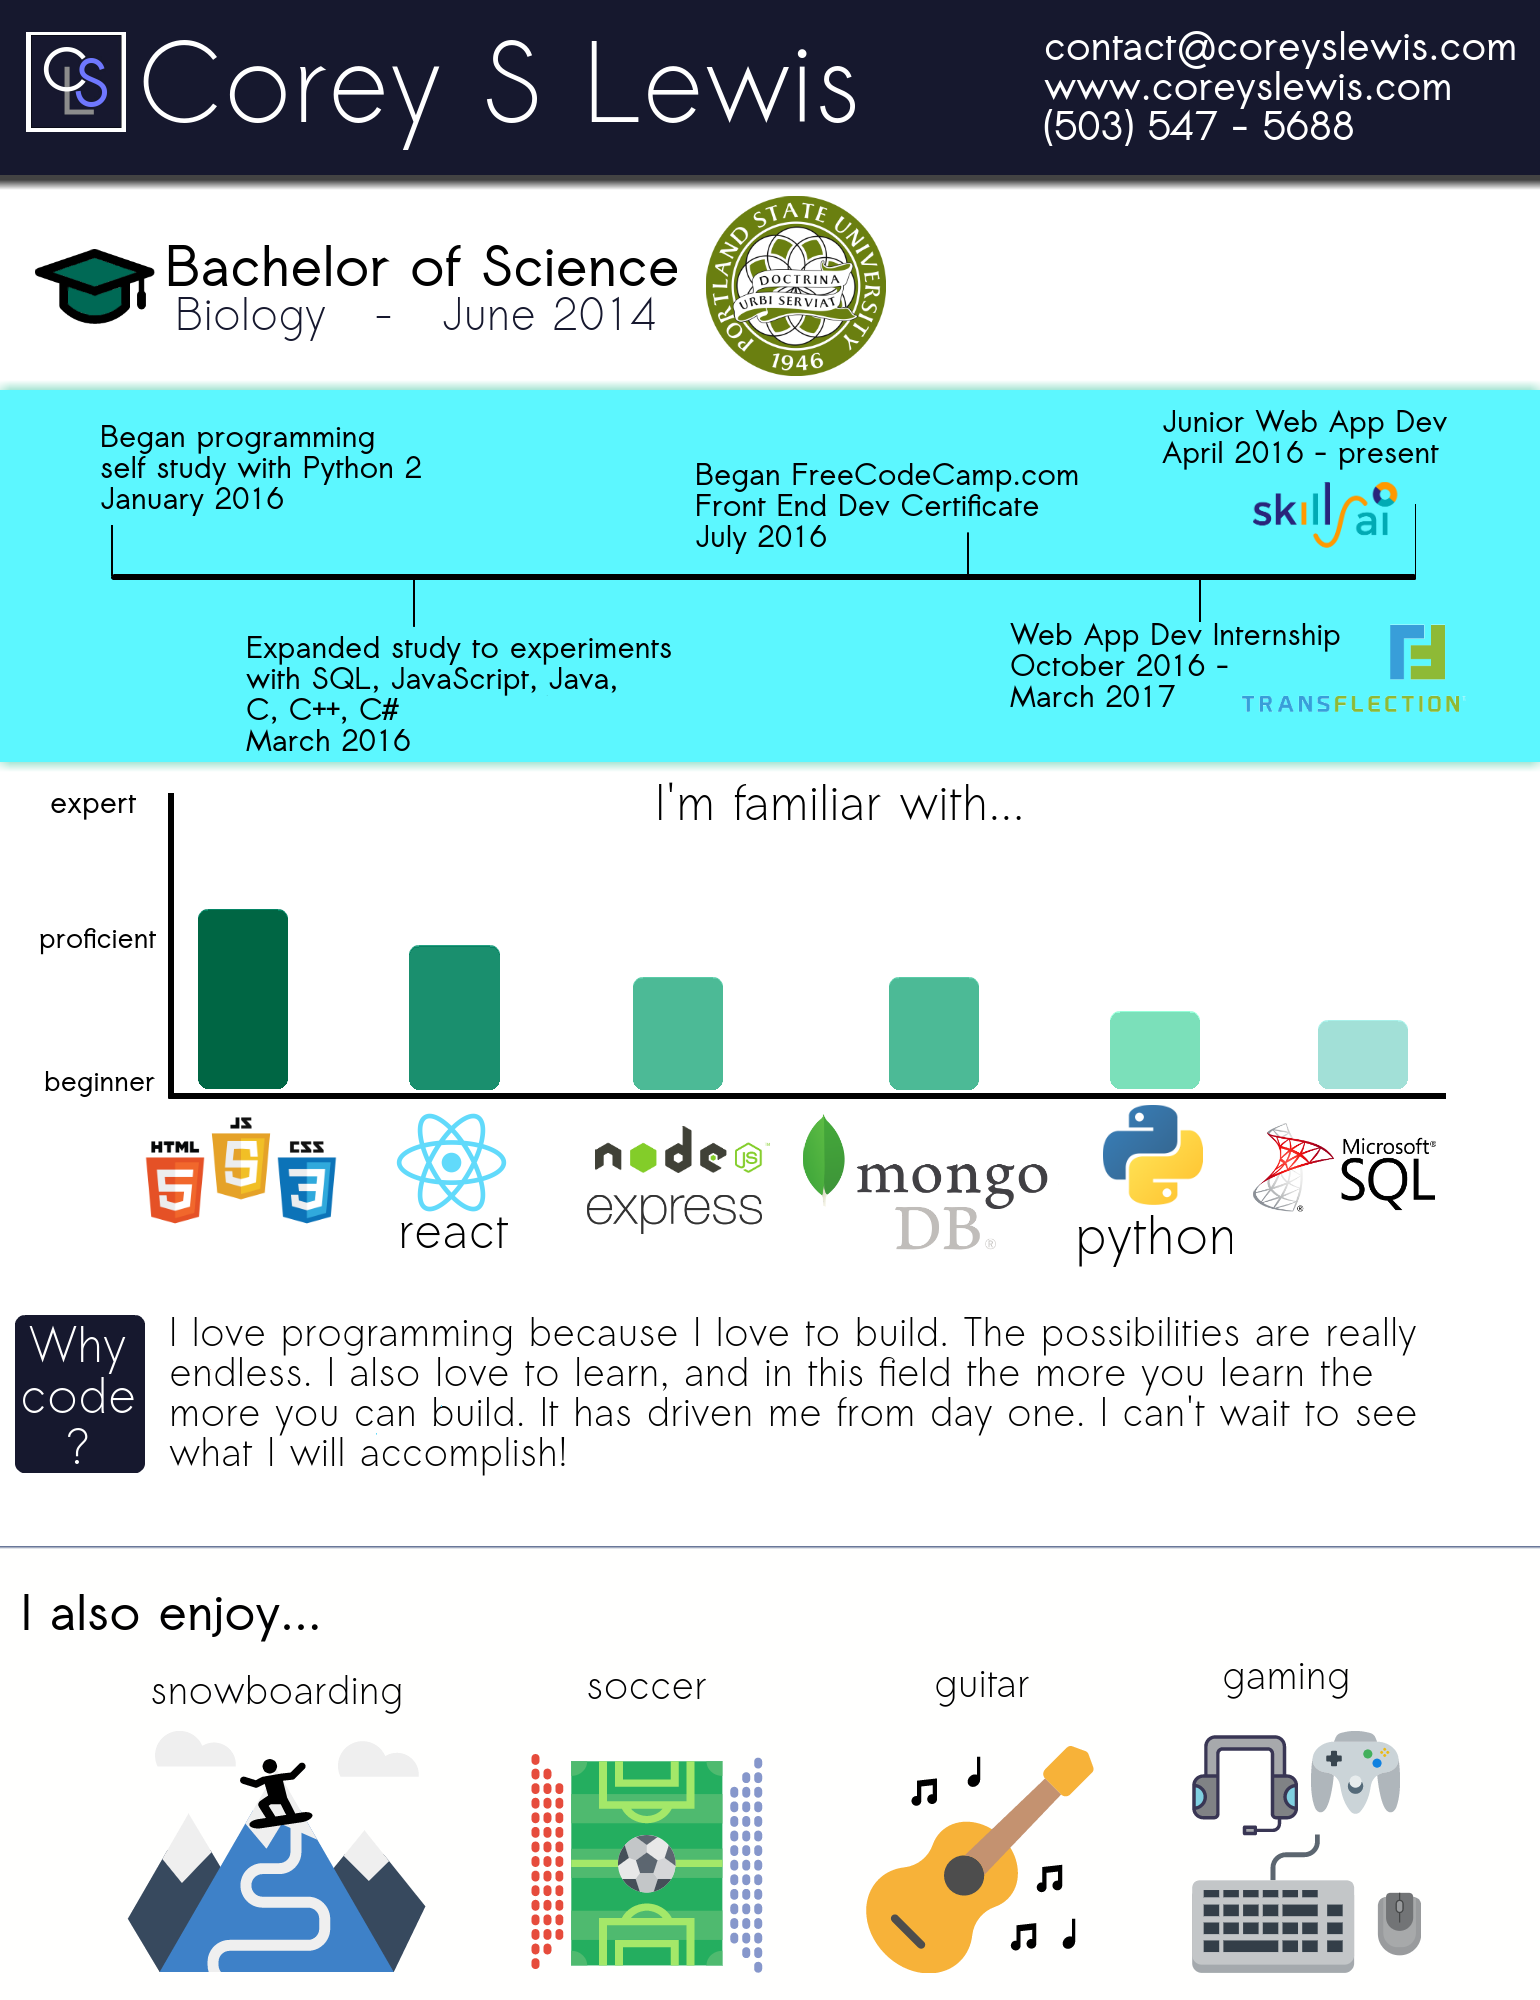 CLS
Corey S Lewis
contact@coreyslewis.com
www.coreyslewis.com
(503) 547 - 5688
Bachelor of Science
Biology - June 2014
PORTLAND STATE UNIVERSITY
DOCTRINA
URBI SERVIAT
1946
Began programming
self study with Python 2
January 2016
Began FreeCodeCamp.com
Front End Dev Certificate
July 2016
Junior Web App Dev
April 2016 - present
skillsai
Expanded study to experiments
with SQL, JavaScript, Java,
C, C++, C#
March 2016
Web App Dev Internship
October 2016 -
March 2017
TRANSFLECTION
I'm familiar with...
expert
proficient
beginner
HTML
5
JS
5
CSS
3
react
node JS™
express
mongo
DB®
python
Microsoft®
SQL
®
Why
code
?
I love programming because I love to build. The possibilities are really
endless. I also love to learn, and in this field the more you learn the
more you can build. It has driven me from day one. I can't wait to see
what I will accomplish!
I also enjoy...
snowboarding
soccer
guitar
gaming